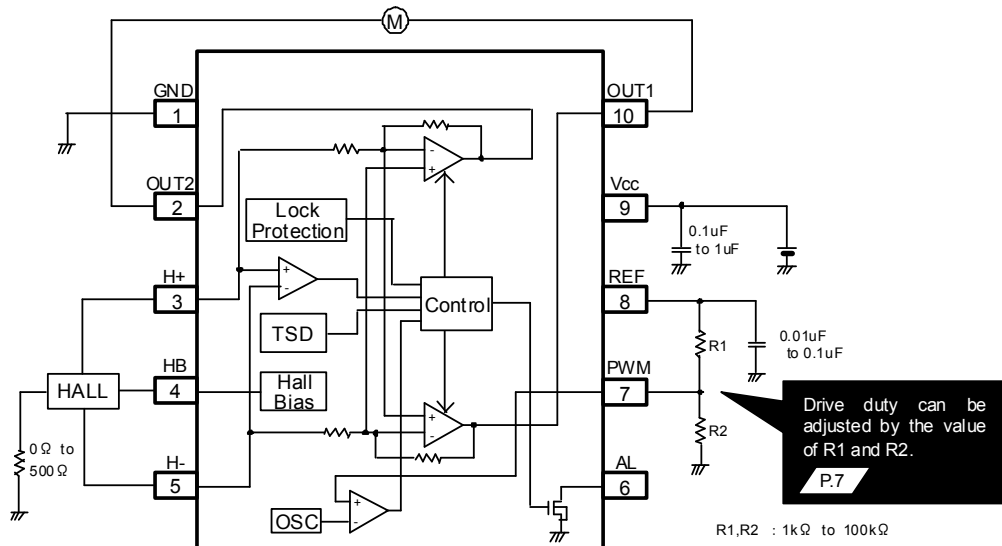 M
GND
1
OUT1
10
OUT2
2
Vcc
9
Lock
Protection
0.1uF
to 1uF
H+
3
REF
8
Control
TSD
R1
0.01uF
to 0.1uF
HALL
HB
4
Hall
Bias
PWM
7
R2
Drive duty can be
adjusted by the value
of R1 and R2.
P.7
0Ω to
500Ω
H-
5
AL
6
OSC
R1,R2 : 1kΩ to 100kΩ
+
-
+
-
+
-
+
-